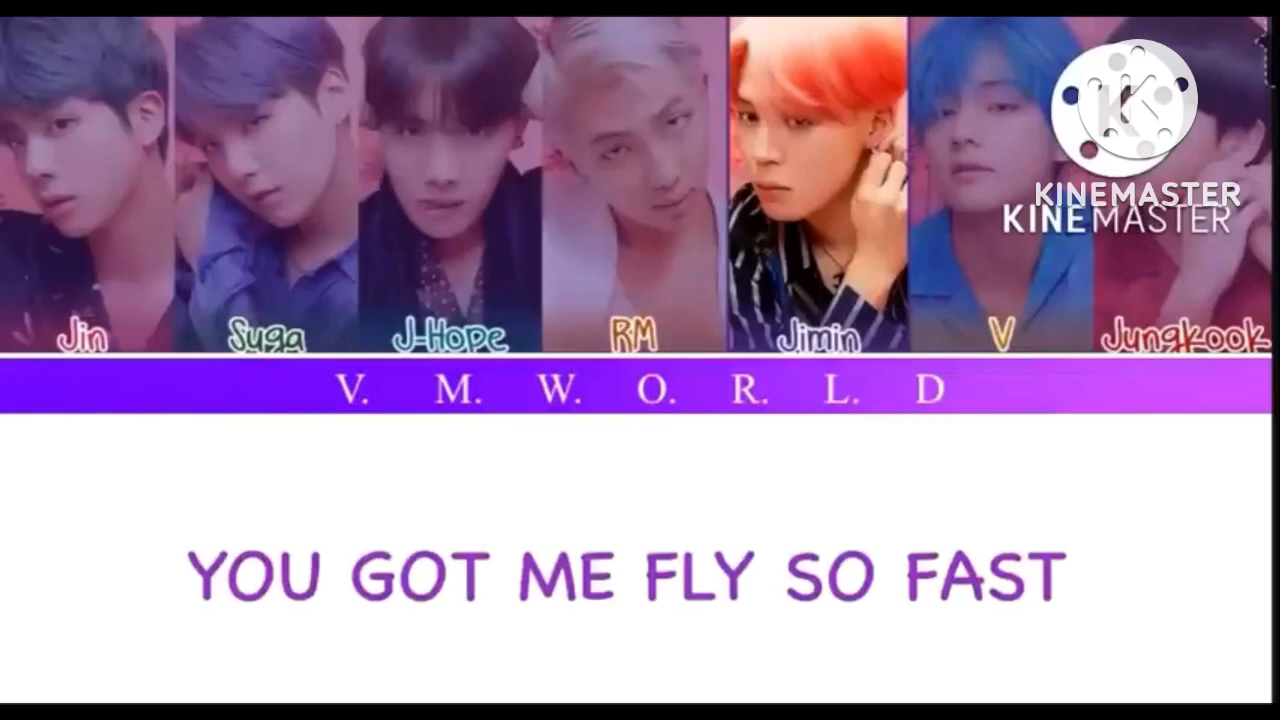 K K
KINEMASTER
KINEMASTER
Jin Suga J-Hope RM Jimin V Jungkook
V. M. W. O. R. L. D
YOU GOT ME FLY SO FAST